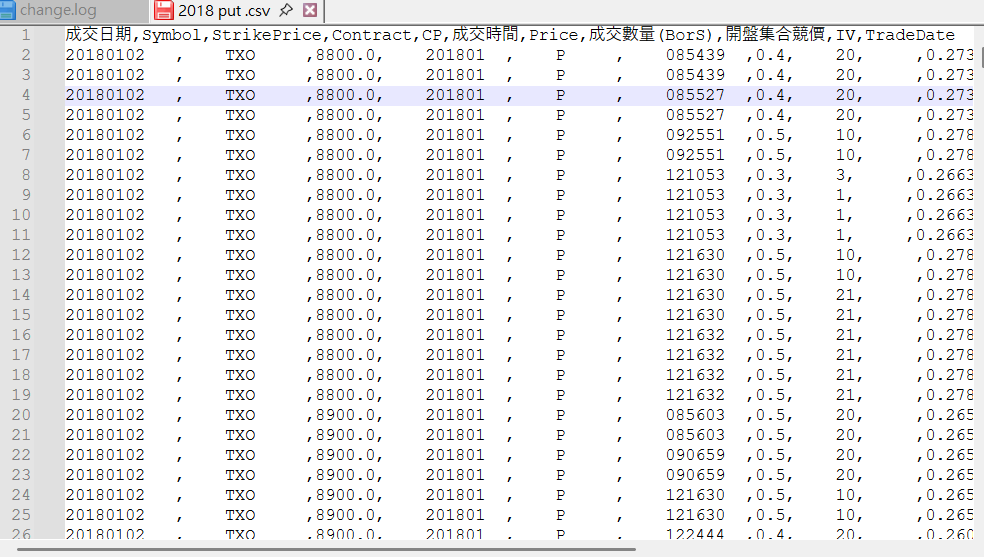 change.log
2018 put .csv
1 成交日期,Symbol,StrikePrice,Contract,CP,成交時間,Price,成交數量(BorS),開盤集合競價,IV,TradeDate
2 20180102 , TXO ,8800.0, 201801 , P , 085439 ,0.4, 20, ,0.273
3 20180102 , TXO ,8800.0, 201801 , P , 085439 ,0.4, 20, ,0.273
4 20180102 , TXO ,8800.0, 201801 , P , 085527 ,0.4, 20, ,0.273
5 20180102 , TXO ,8800.0, 201801 , P , 085527 ,0.4, 20, ,0.273
6 20180102 , TXO ,8800.0, 201801 , P , 092551 ,0.5, 10, ,0.278
7 20180102 , TXO ,8800.0, 201801 , P , 092551 ,0.5, 10, ,0.278
8 20180102 , TXO ,8800.0, 201801 , P , 121053 ,0.3, 3, ,0.2663
9 20180102 , TXO ,8800.0, 201801 , P , 121053 ,0.3, 1, ,0.2663
10 20180102 , TXO ,8800.0, 201801 , P , 121053 ,0.3, 1, ,0.2663
11 20180102 , TXO ,8800.0, 201801 , P , 121053 ,0.3, 1, ,0.2663
12 20180102 , TXO ,8800.0, 201801 , P , 121630 ,0.5, 10, ,0.278
13 20180102 , TXO ,8800.0, 201801 , P , 121630 ,0.5, 10, ,0.278
14 20180102 , TXO ,8800.0, 201801 , P , 121630 ,0.5, 21, ,0.278
15 20180102 , TXO ,8800.0, 201801 , P , 121630 ,0.5, 21, ,0.278
16 20180102 , TXO ,8800.0, 201801 , P , 121632 ,0.5, 21, ,0.278
17 20180102 , TXO ,8800.0, 201801 , P , 121632 ,0.5, 21, ,0.278
18 20180102 , TXO ,8800.0, 201801 , P , 121632 ,0.5, 21, ,0.278
19 20180102 , TXO ,8800.0, 201801 , P , 121632 ,0.5, 21, ,0.278
20 20180102 , TXO ,8900.0, 201801 , P , 085603 ,0.5, 20, ,0.265
21 20180102 , TXO ,8900.0, 201801 , P , 085603 ,0.5, 20, ,0.265
22 20180102 , TXO ,8900.0, 201801 , P , 090659 ,0.5, 20, ,0.265
23 20180102 , TXO ,8900.0, 201801 , P , 090659 ,0.5, 20, ,0.265
24 20180102 , TXO ,8900.0, 201801 , P , 121630 ,0.5, 10, ,0.265
25 20180102 , TXO ,8900.0, 201801 , P , 121630 ,0.5, 10, ,0.265
26 20180102 , TXO ,8900.0, 201801 , P , 122444 ,0.4, 20, ,0.260